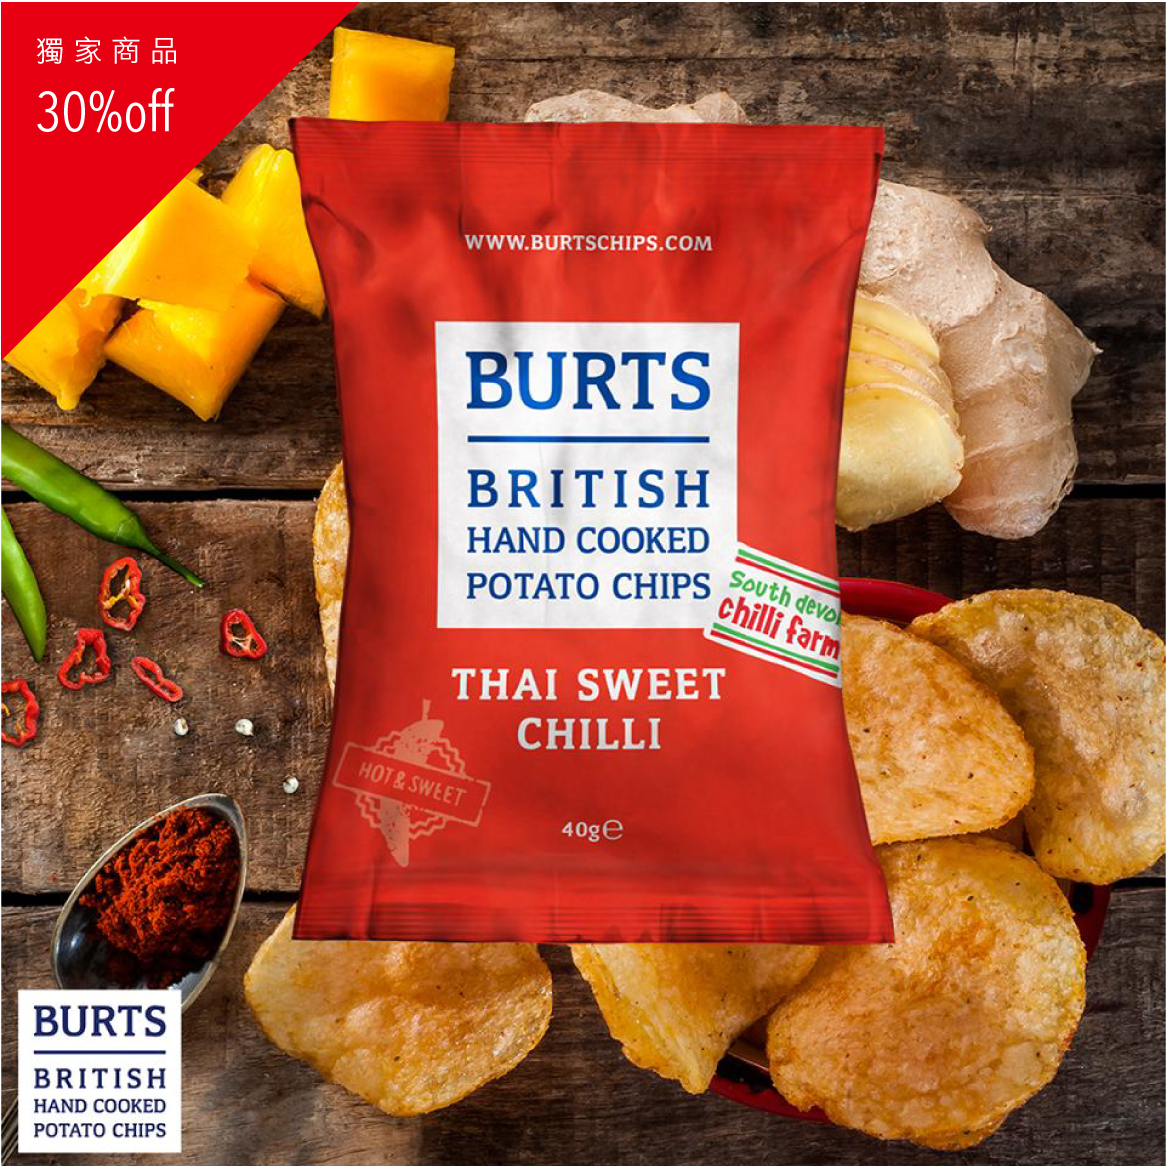 獨家商品
30%off
WWW.BURTSCHIPS.COM
BURTS
BRITISH
HAND COOKED
POTATO CHIPS
south devo
chilli farm
THAI SWEET
CHILLI
HOT & SWEET
40g℮
BURTS
BRITISH
HAND COOKED
POTATO CHIPS